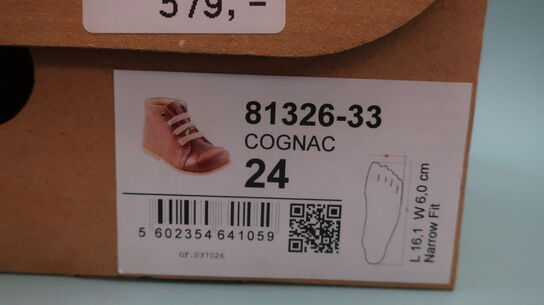 579,-
81326-33
COGNAC
24
5 602354 641059
OF.037026
L 16,1 W 6,0 cm
Narrow Fit